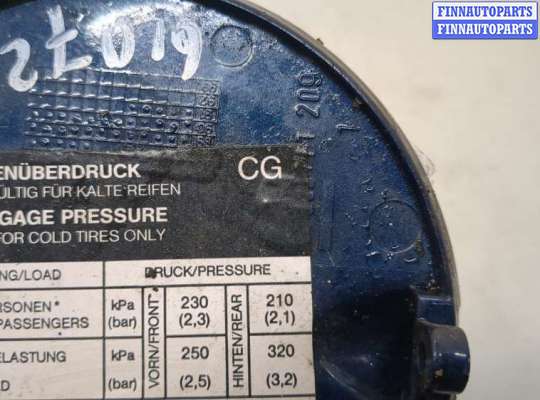 FINNAUTOPARTS
FINNAUTOPARTS
209
ENÜBERDRUCK CG
ÜLTIG FÜR KALTE REIFEN
GAGE PRESSURE
FOR COLD TIRES ONLY
NG/LOAD DRUCK/PRESSURE
ERSONEN* kPa VORN/FRONT 230 HINTEN/REAR 210
PASSENGERS (bar) (2,3) (2,1)
ELASTUNG kPa 250 320
D (bar) (2,5) (3,2)